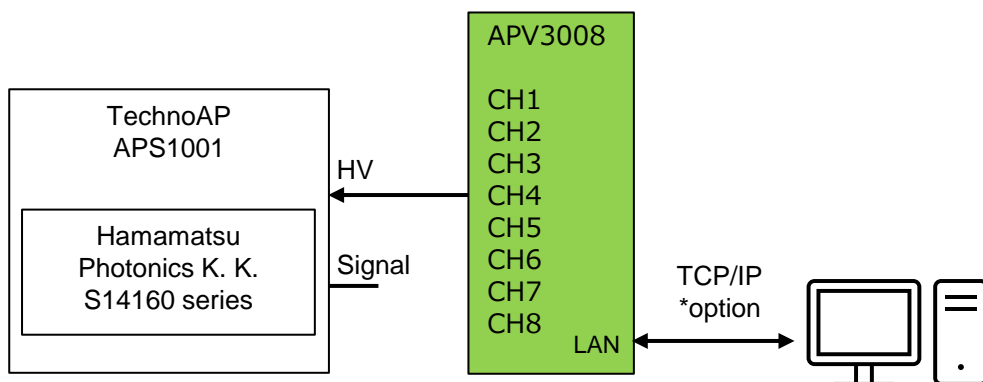 TechnoAP
APS1001
Hamamatsu
Photonics K. K.
S14160 series
HV
Signal
APV3008
CH1
CH2
CH3
CH4
CH5
CH6
CH7
CH8
LAN
TCP/IP
*option